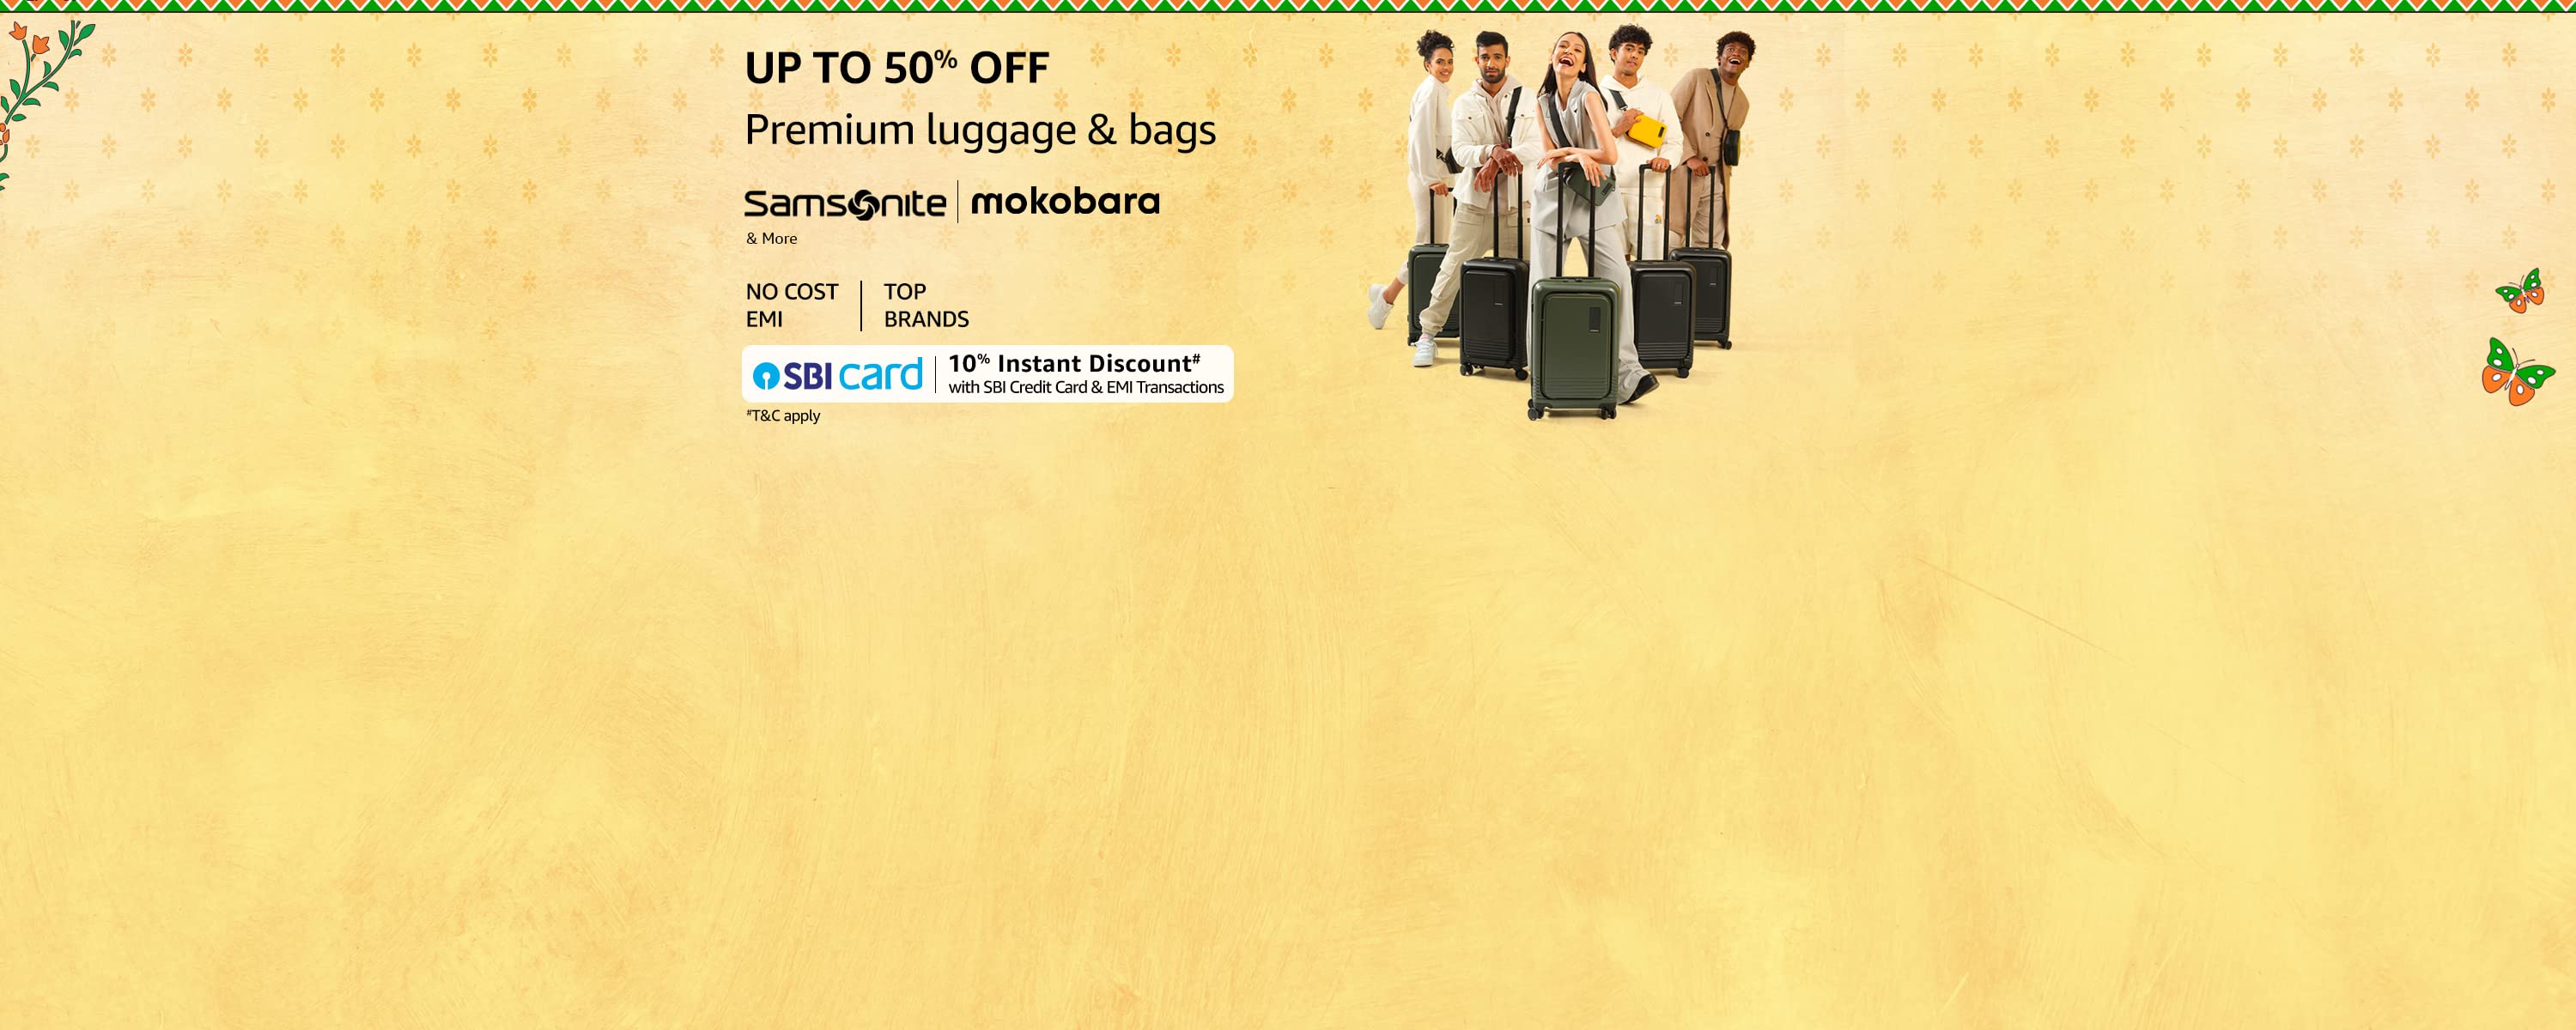 UP TO 50% OFF
Premium luggage & bags
Samsonite | mokobara
& More
NO COST EMI | TOP BRANDS
SBI card | 10% Instant Discount#
with SBI Credit Card & EMI Transactions
#T&C apply